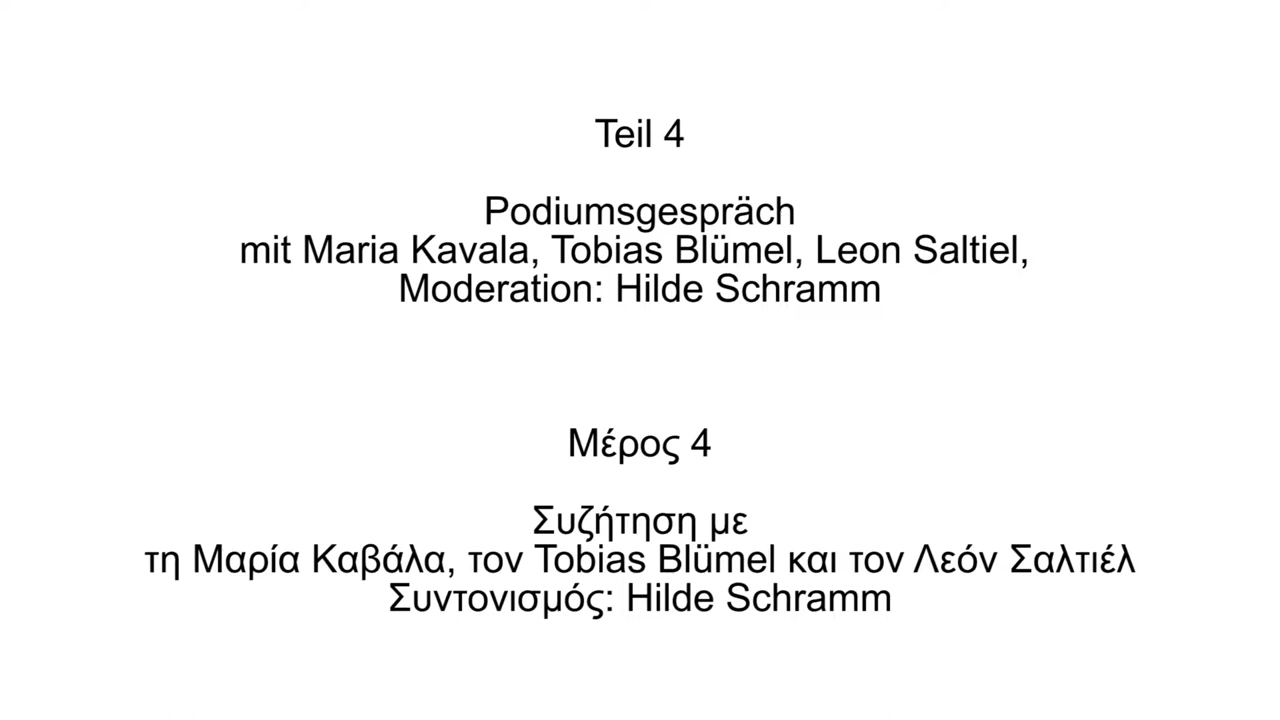 Teil 4
Podiumsgespräch
mit Maria Kavala, Tobias Blümel, Leon Saltiel,
Moderation: Hilde Schramm
Μέρος 4
Συζήτηση με
τη Μαρία Καβάλα, τον Tobias Blümel και τον Λεόν Σαλτιέλ
Συντονισμός: Hilde Schramm